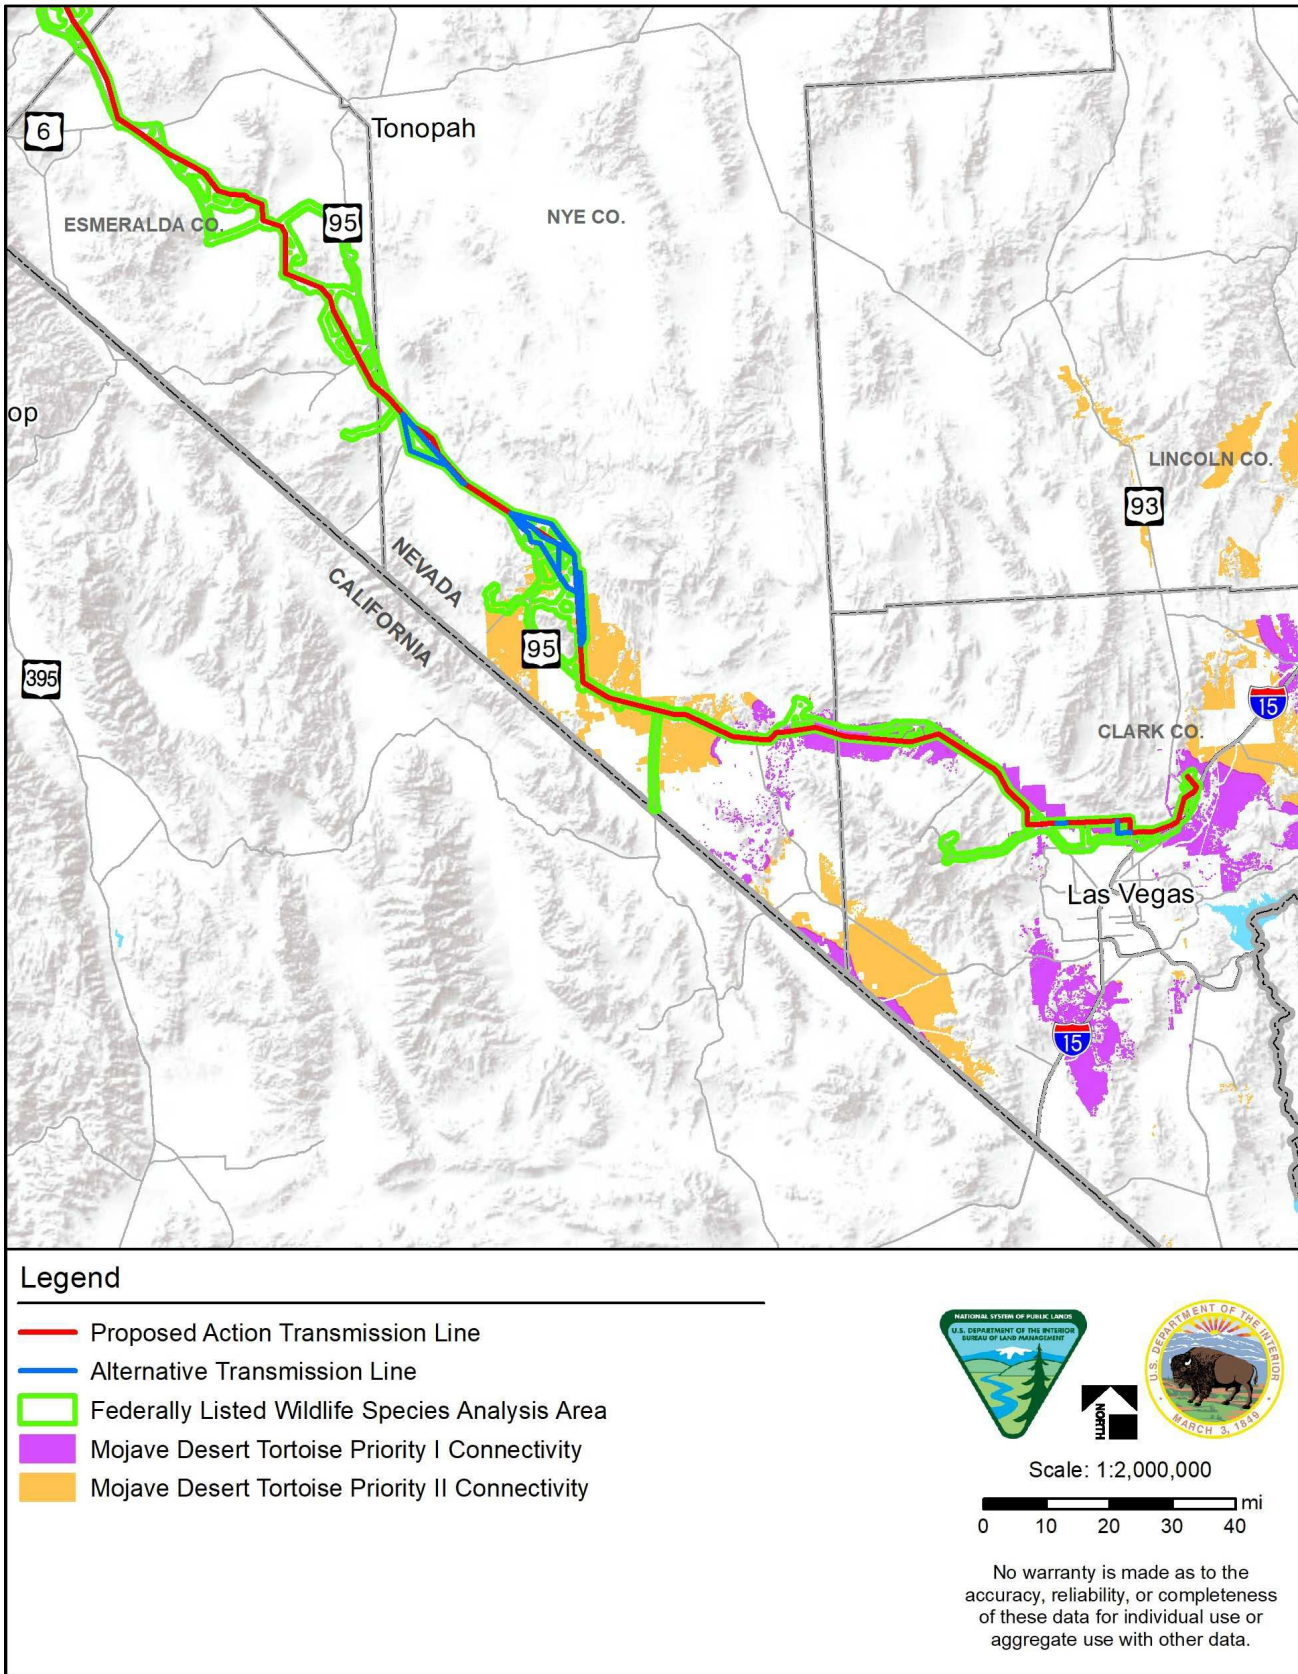 6
Tonopah
ESMERALDA CO.
95
NYE CO.
op
LINCOLN CO.
93
NEVADA
CALIFORNIA
95
395
15
CLARK CO.
Las Vegas
15
Legend
Proposed Action Transmission Line
Alternative Transmission Line
Federally Listed Wildlife Species Analysis Area
Mojave Desert Tortoise Priority I Connectivity
Mojave Desert Tortoise Priority II Connectivity
NATIONAL SYSTEM OF PUBLIC LANDS
U.S. DEPARTMENT OF THE INTERIOR
BUREAU OF LAND MANAGEMENT
NORTH
U.S. DEPARTMENT OF THE INTERIOR
MARCH 3, 1849
Scale: 1:2,000,000
mi
0 10 20 30 40
No warranty is made as to the
accuracy, reliability, or completeness
of these data for individual use or
aggregate use with other data.